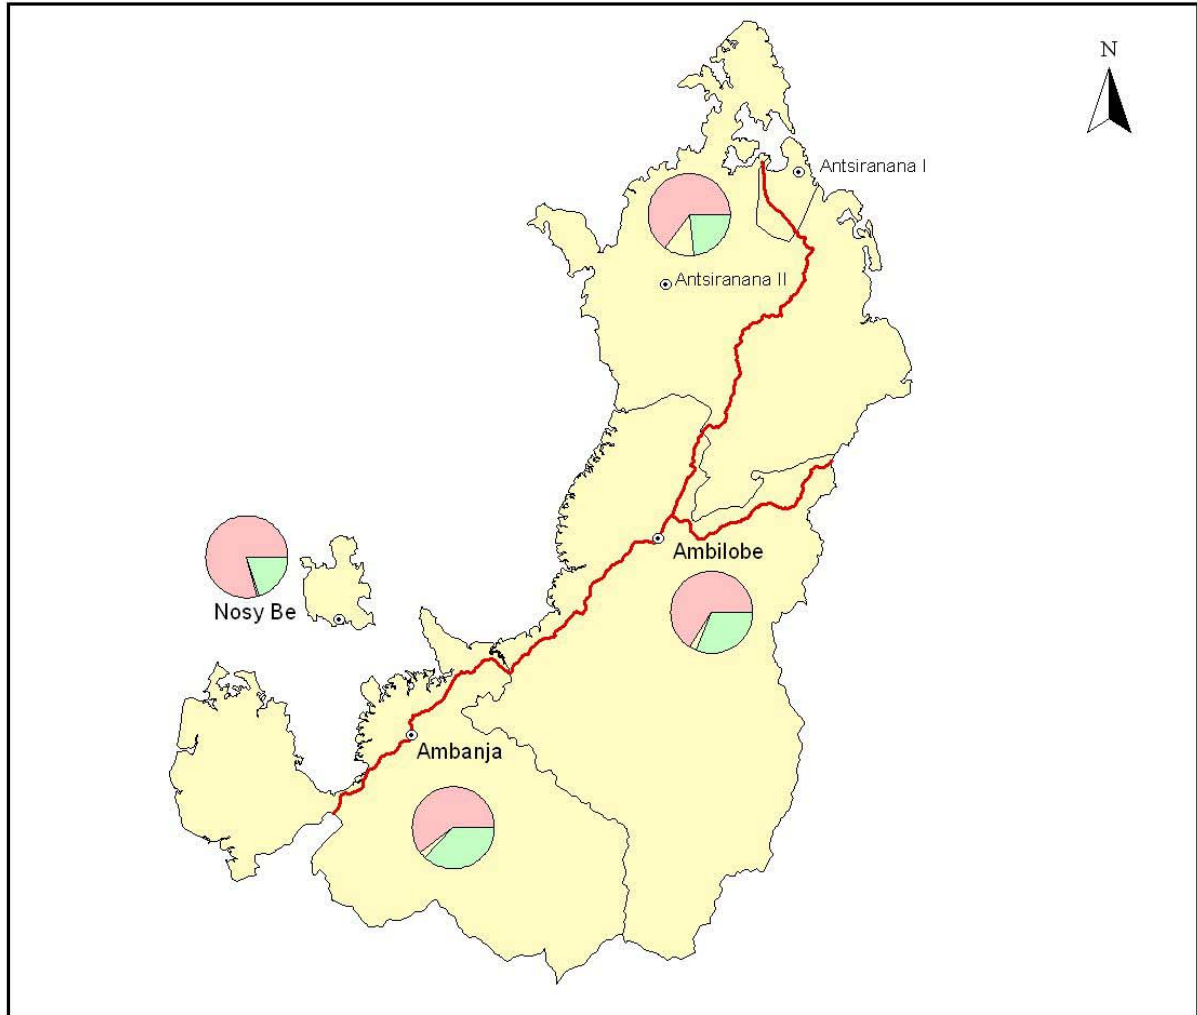 N
Antsiranana I
Antsiranana II
Ambilobe
Nosy Be
Ambanja